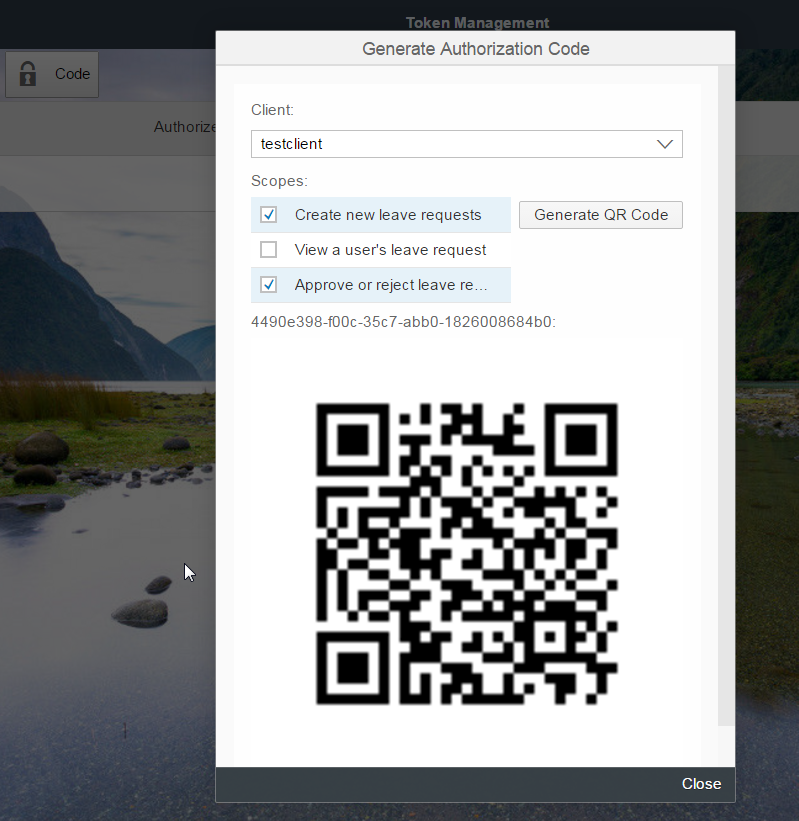 Token Management
Generate Authorization Code
Code
Authorize
Client:
testclient
Scopes:
Create new leave requests
Generate QR Code
View a user's leave request
Approve or reject leave re…
4490e398-f00c-35c7-abb0-1826008684b0:
Close